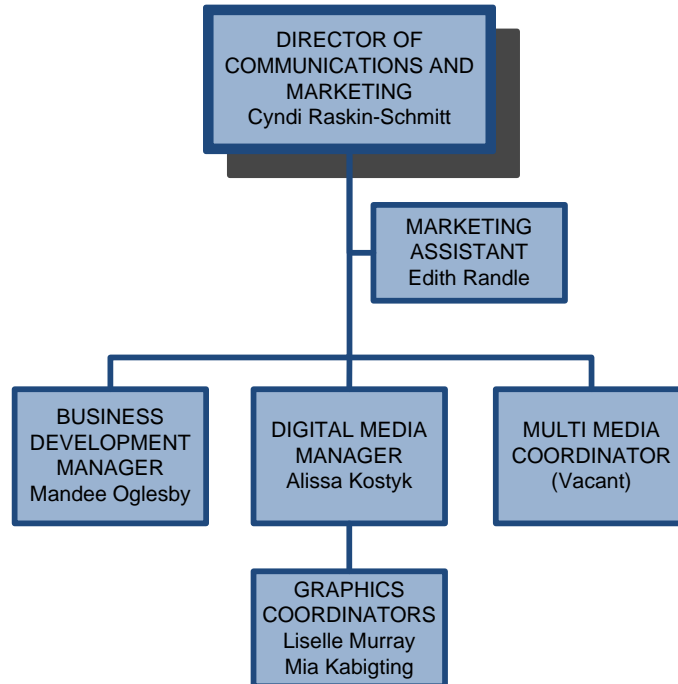 DIRECTOR OF
COMMUNICATIONS AND
MARKETING
Cyndi Raskin-Schmitt
MARKETING
ASSISTANT
Edith Randle
BUSINESS
DEVELOPMENT
MANAGER
Mandee Oglesby
DIGITAL MEDIA
MANAGER
Alissa Kostyk
MULTI MEDIA
COORDINATOR
(Vacant)
GRAPHICS
COORDINATORS
Liselle Murray
Mia Kabigting